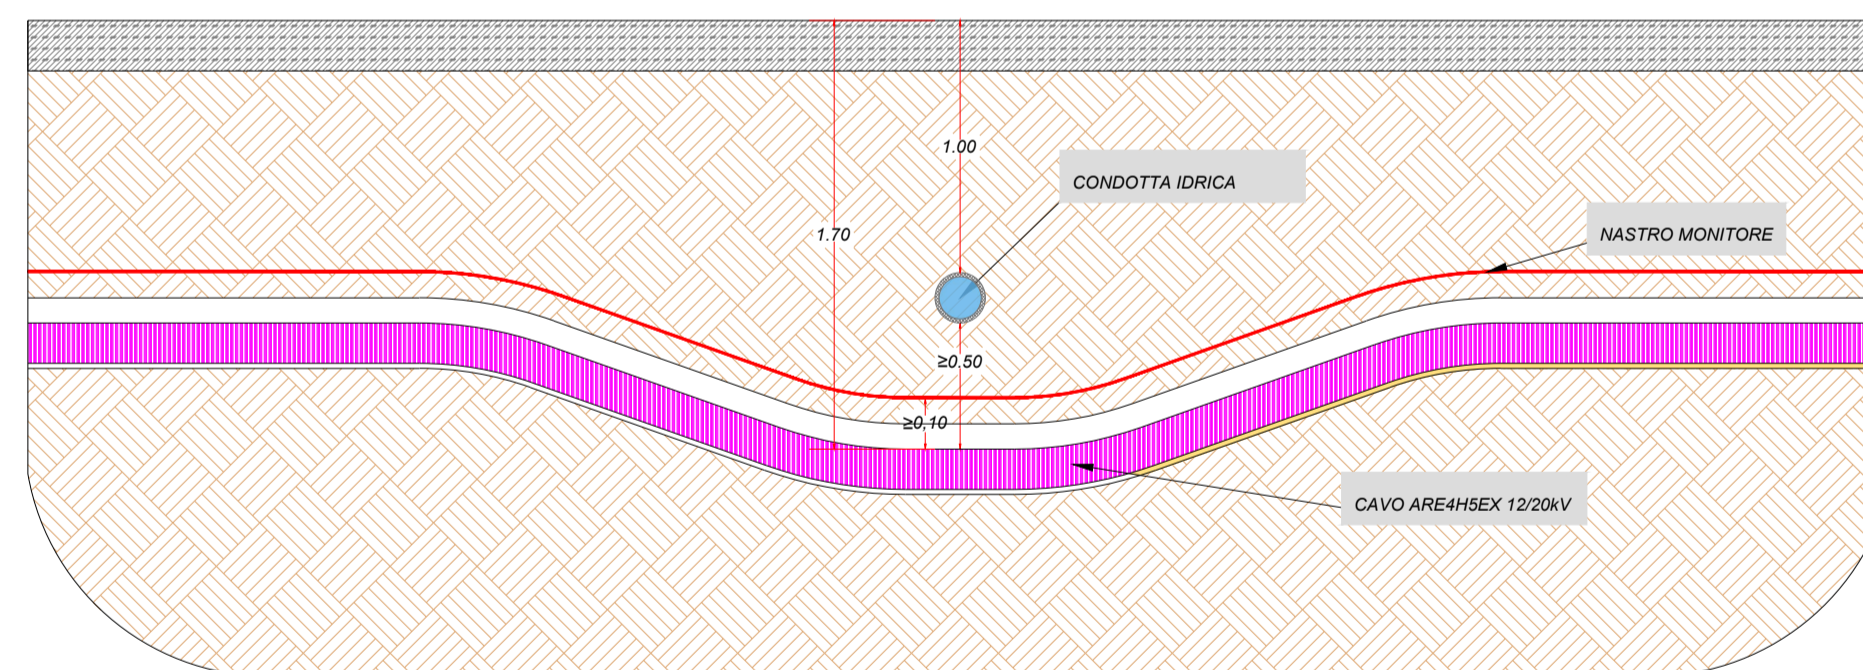 1.00
CONDOTTA IDRICA
1.70
NASTRO MONITORE
≥0.50
≥0,10
CAVO ARE4H5EX 12/20kV